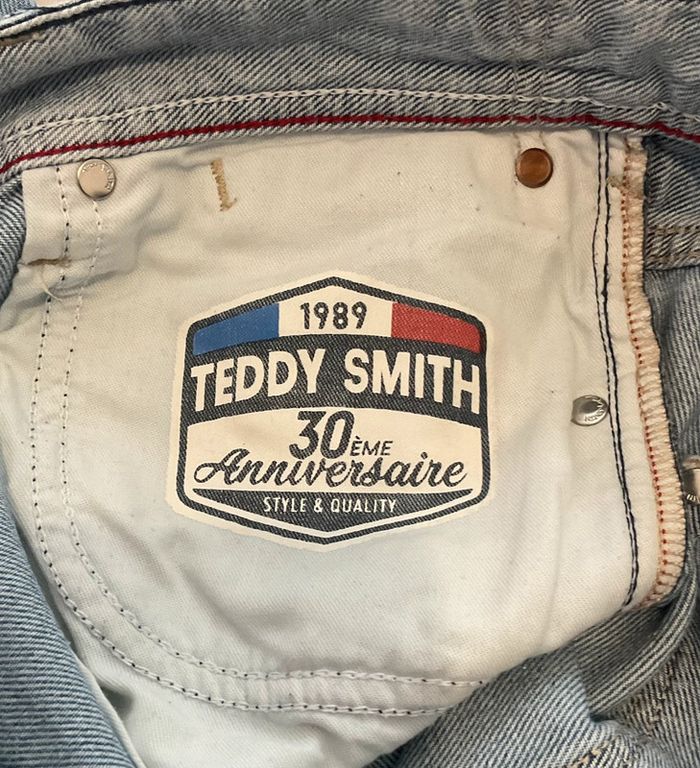 1989
TEDDY SMITH
30ÈME
Anniversaire
STYLE & QUALITY